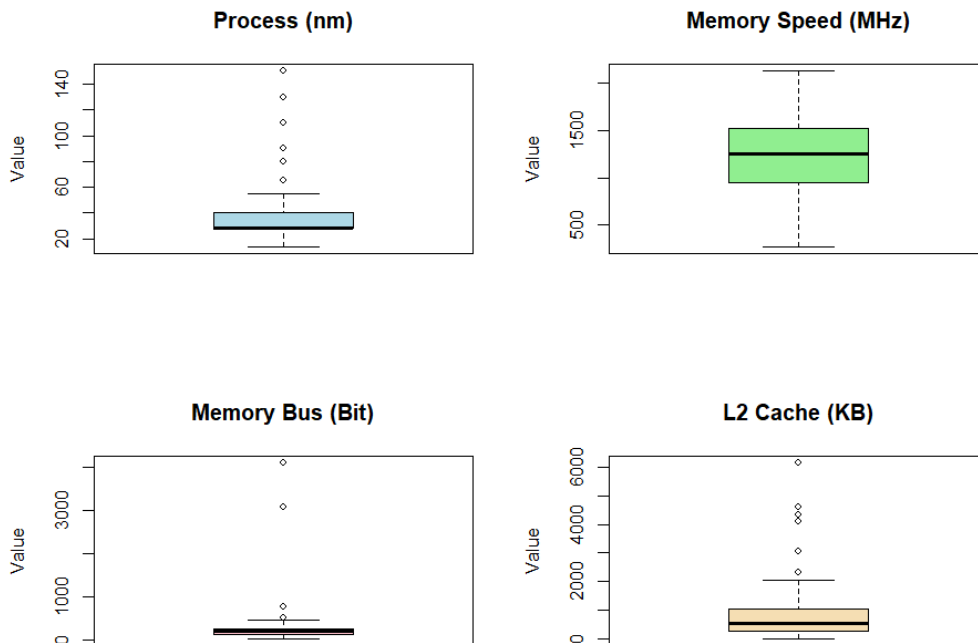 Process (nm)
Value
140
100
60
20
Memory Speed (MHz)
Value
1500
500
Memory Bus (Bit)
Value
3000
1000
0
L2 Cache (KB)
Value
6000
4000
2000
0